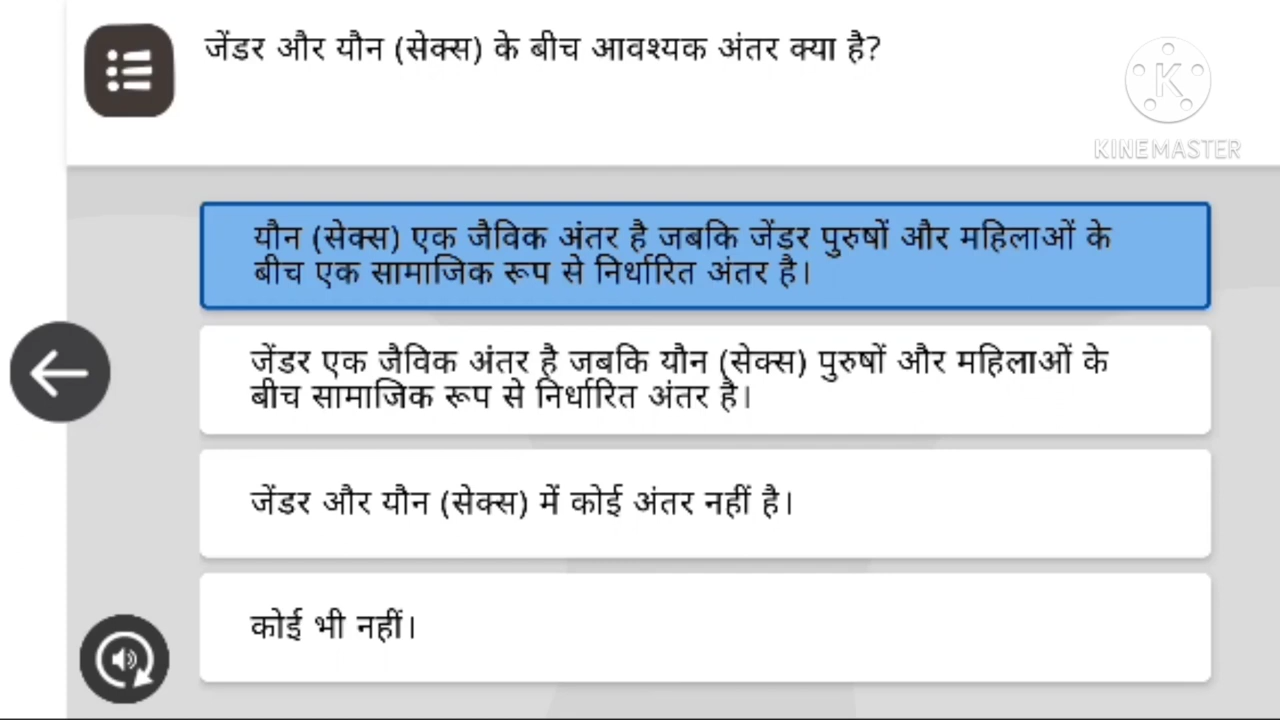 जेंडर और यौन (सेक्स) के बीच आवश्यक अंतर क्या है?
K
KINEMASTER
यौन (सेक्स) एक जैविक अंतर है जबकि जेंडर पुरुषों और महिलाओं के
बीच एक सामाजिक रूप से निर्धारित अंतर है।
जेंडर एक जैविक अंतर है जबकि यौन (सेक्स) पुरुषों और महिलाओं के
बीच सामाजिक रूप से निर्धारित अंतर है।
जेंडर और यौन (सेक्स) में कोई अंतर नहीं है।
कोई भी नहीं।